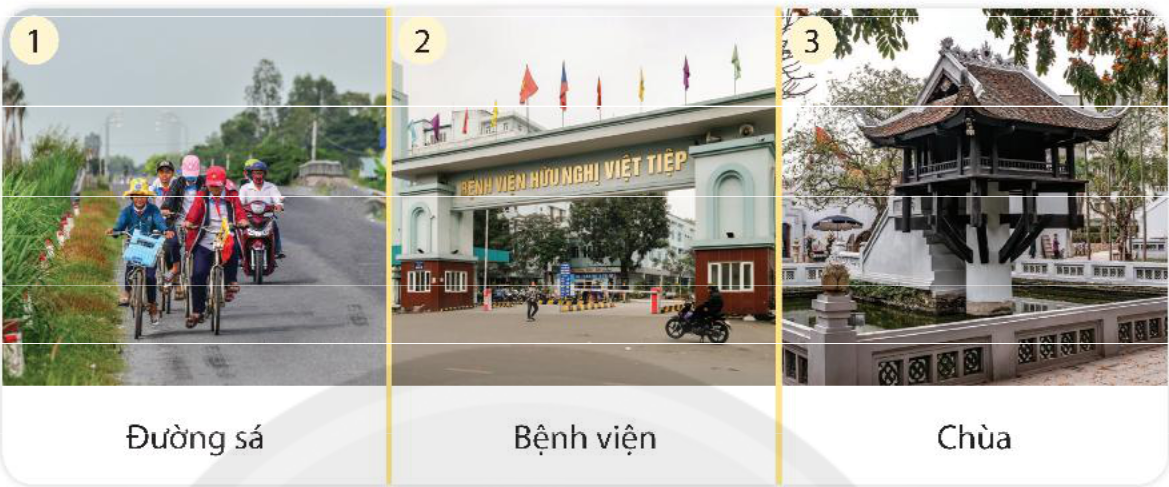 1
2
3
BỆNH VIỆN HỮU NGHỊ VIỆT TIỆP
Đường sá
Bệnh viện
Chùa